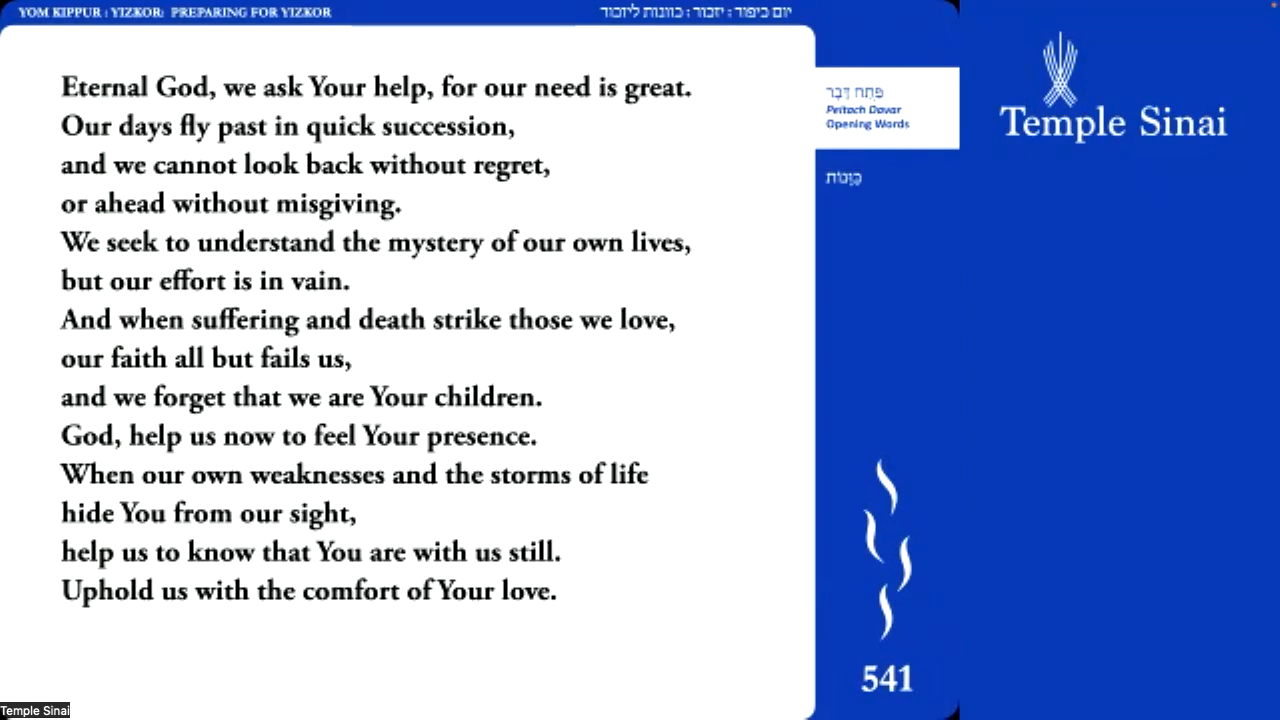 YOM KIPPUR : YIZKOR: PREPARING FOR YIZKOR
יום כיפור : יזכור : כוונות ליזכור
Eternal God, we ask Your help, for our need is great.
Our days fly past in quick succession,
and we cannot look back without regret,
or ahead without misgiving.
We seek to understand the mystery of our own lives,
but our effort is in vain.
And when suffering and death strike those we love,
our faith all but fails us,
and we forget that we are Your children.
God, help us now to feel Your presence.
When our own weaknesses and the storms of life
hide You from our sight,
help us to know that You are with us still.
Uphold us with the comfort of Your love.
פֶּתַח דָּבָר
Peitach Davar
Opening Words
כַּוָּנוֹת
541
Temple Sinai
Temple Sinai